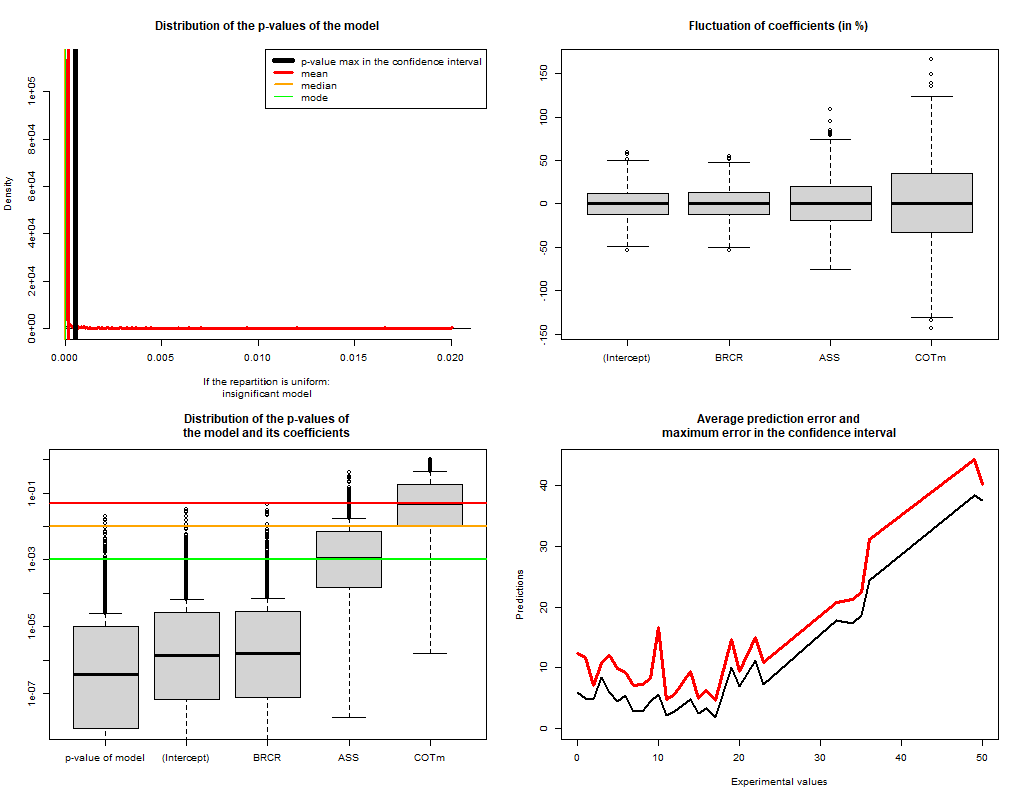 Distribution of the p-values of the model
p-value max in the confidence interval
mean
median
mode
Density
0e+00 2e+04 4e+04 6e+04 8e+04 1e+05
0.000 0.005 0.010 0.015 0.020
If the repartition is uniform:
insignificant model
Fluctuation of coefficients (in %)
-150 -100 -50 0 50 100 150
(Intercept) BRCR ASS COTm
Distribution of the p-values of
the model and its coefficients
1e-07 1e-05 1e-03 1e-01
p-value of model (Intercept) BRCR ASS COTm
Average prediction error and
maximum error in the confidence interval
Predictions
0 10 20 30 40
0 10 20 30 40 50
Experimental values